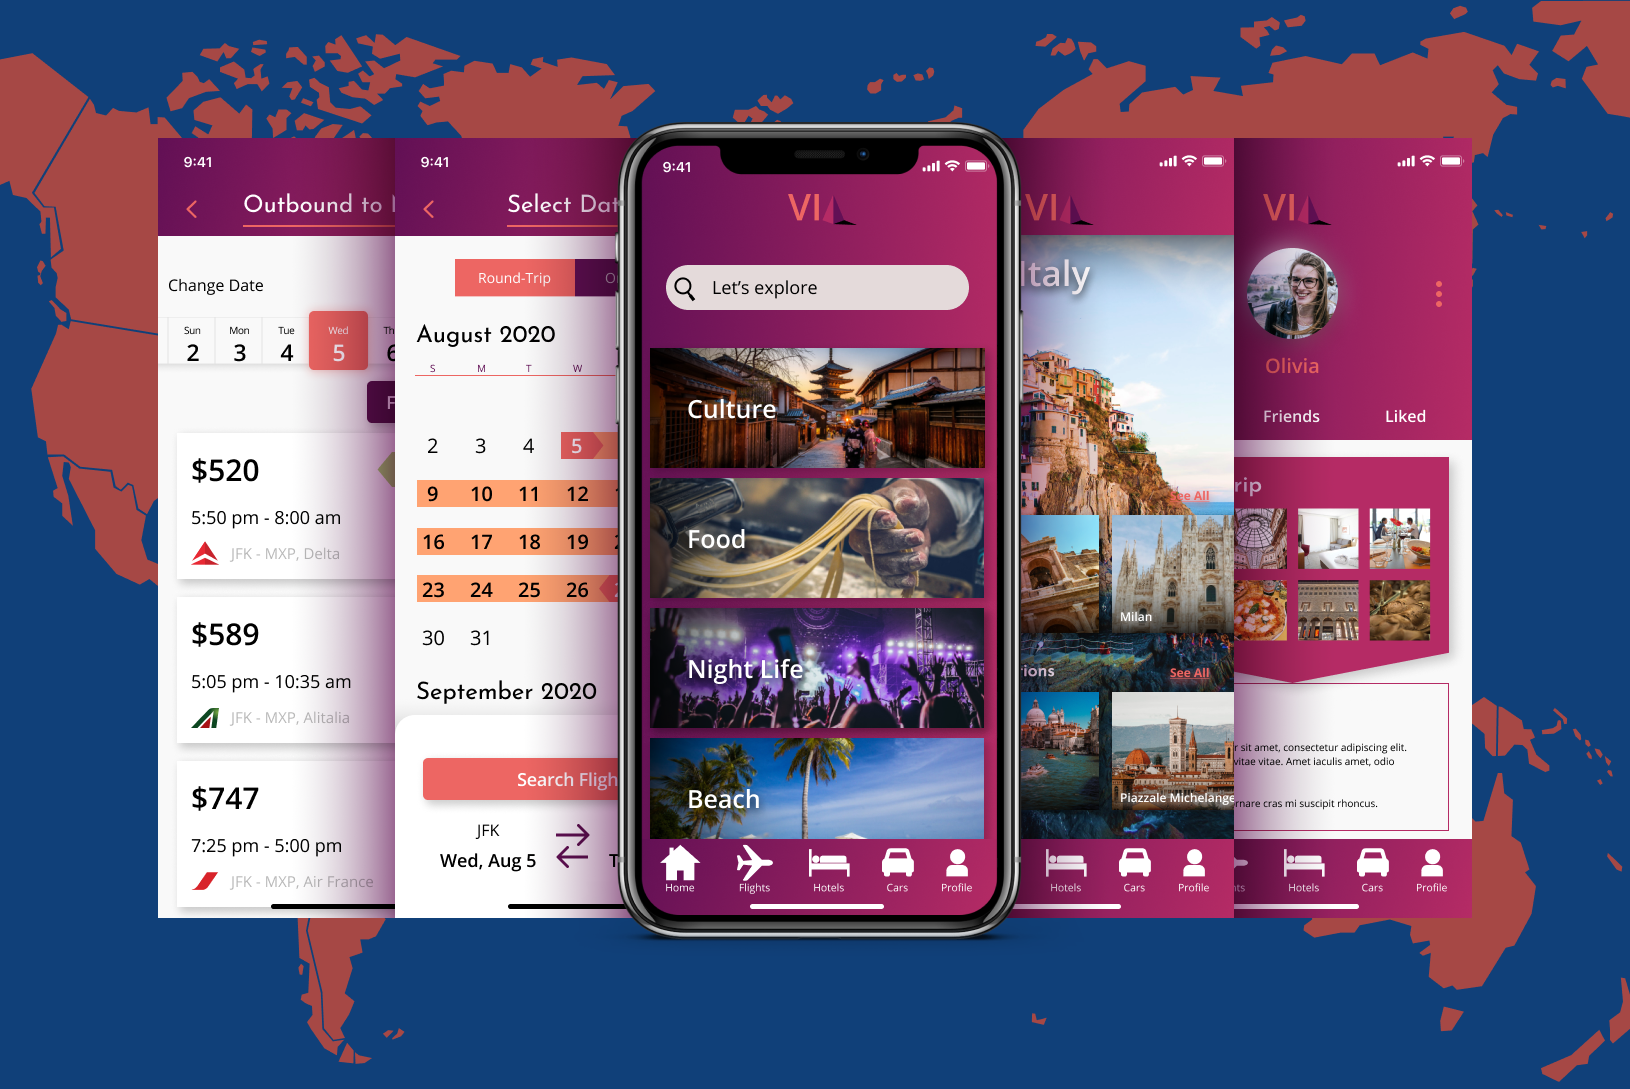 9:41
Outbound to
Change Date
Sun Mon Tue Wed Th
2 3 4 5 6
F
$520
5:50 pm - 8:00 am
JFK - MXP, Delta
$589
5:05 pm - 10:35 am
JFK - MXP, Alitalia
$747
7:25 pm - 5:00 pm
JFK - MXP, Air France
9:41
Select Dat
Round-Trip O
August 2020
S M T W
2 3 4 5
9 10 11 12
16 17 18 19
23 24 25 26
30 31
September 2020
Search Fligh
JFK
Wed, Aug 5 T
9:41
VIA
Let's explore
Culture
Food
Night Life
Beach
Home Flights Hotels Cars Profile
VIA
Italy
See All
Milan
ions
See All
Piazzale Michelange
Hotels Cars Profile
VIA
Olivia
Friends Liked
rip
r sit amet, consectetur adipiscing elit.
vitae vitae. Amet iaculis amet, odio
rnare cras mi suscipit rhoncus.
ts Hotels Cars Profile